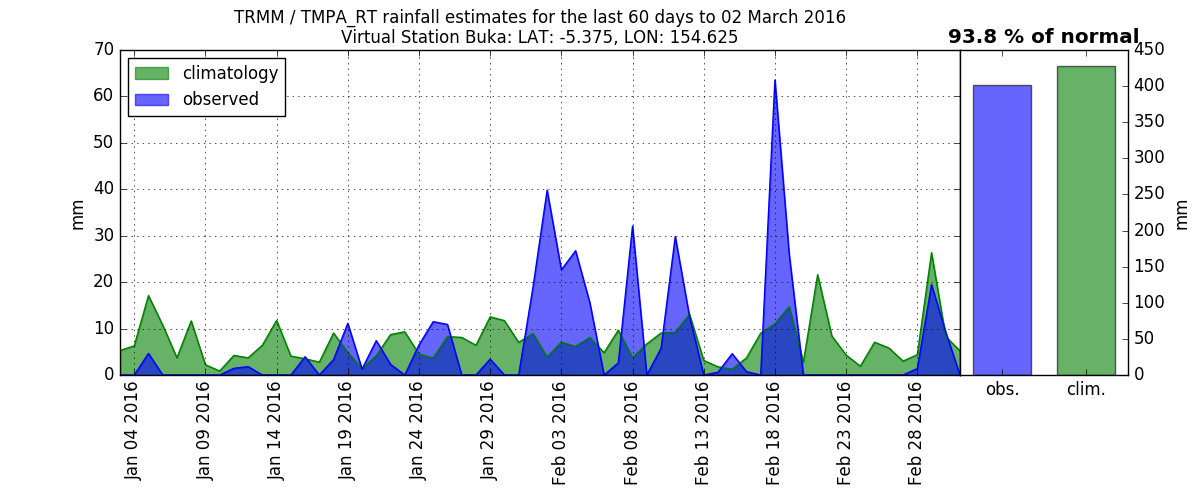 TRMM / TMPA_RT rainfall estimates for the last 60 days to 02 March 2016
Virtual Station Buka: LAT: -5.375, LON: 154.625
93.8 % of normal
climatology
observed
mm
70
60
50
40
30
20
10
0
Jan 04 2016
Jan 09 2016
Jan 14 2016
Jan 19 2016
Jan 24 2016
Jan 29 2016
Feb 03 2016
Feb 08 2016
Feb 13 2016
Feb 18 2016
Feb 23 2016
Feb 28 2016
450
400
350
300
250
200
150
100
50
0
mm
obs.
clim.